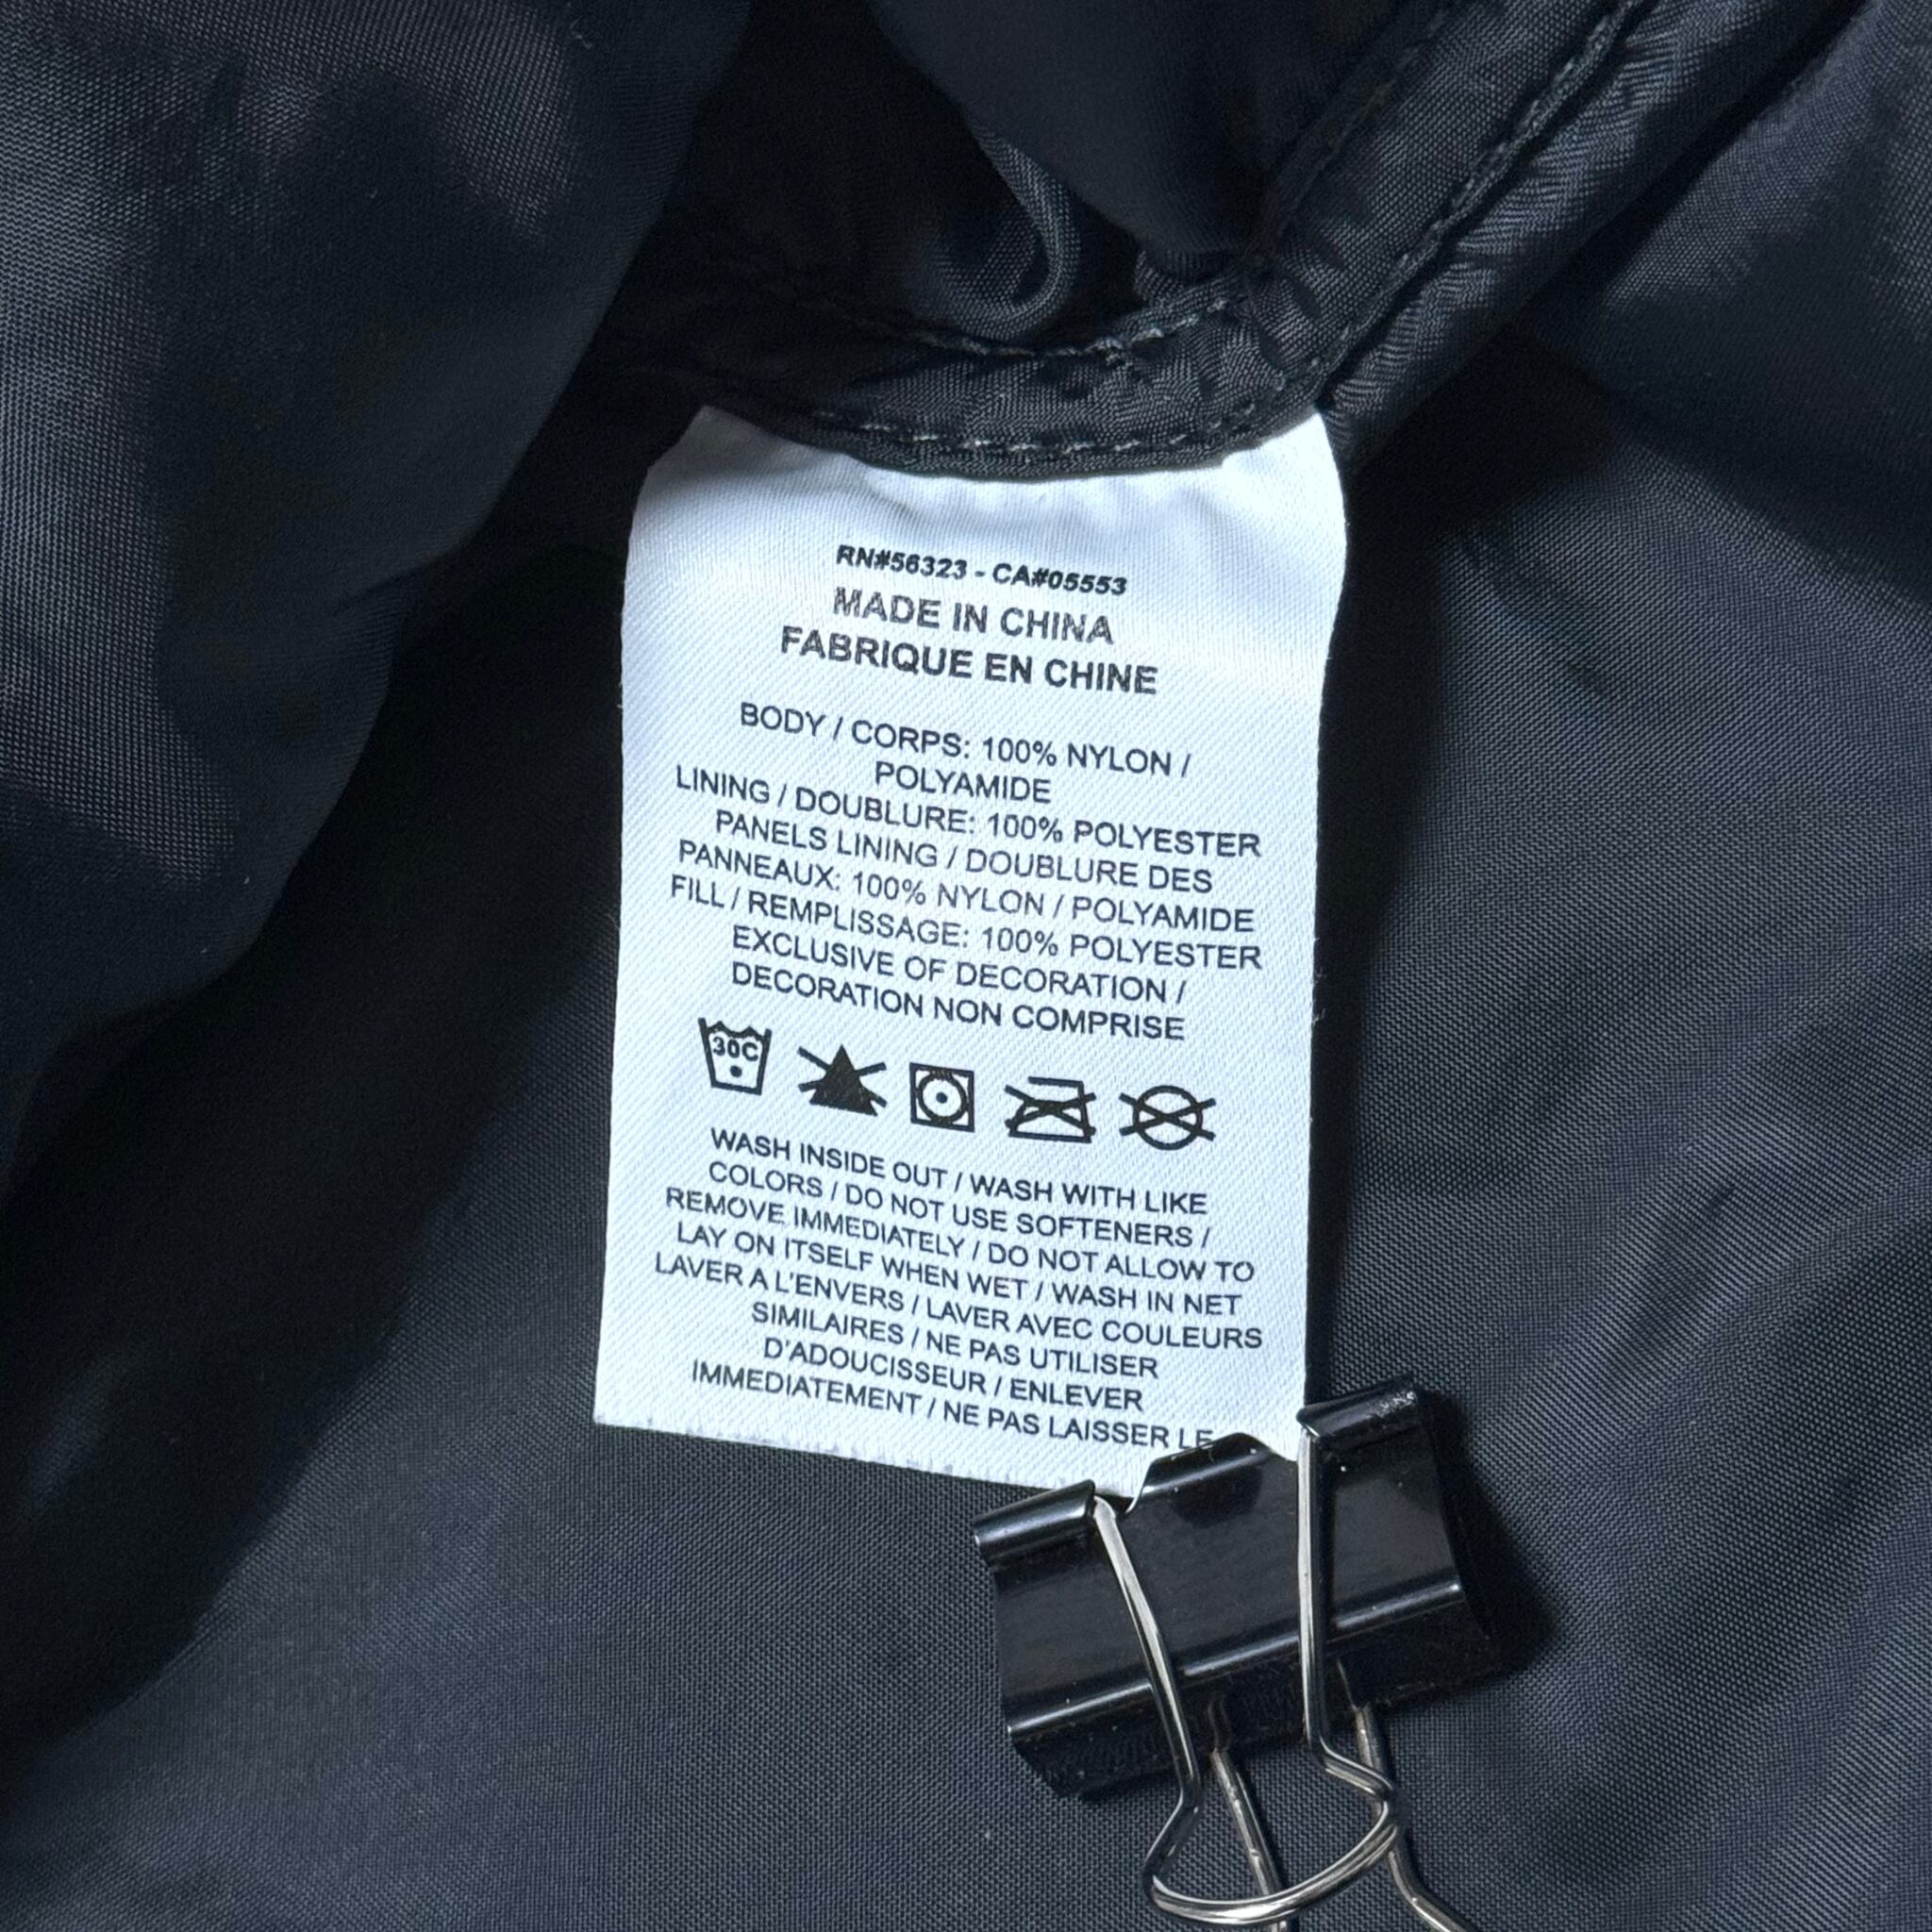 RN#56323 - CA#05553
MADE IN CHINA
FABRIQUE EN CHINE
BODY / CORPS: 100% NYLON /
POLYAMIDE
LINING / DOUBLURE: 100% POLYESTER
PANELS LINING / DOUBLURE DES
PANNEAUX: 100% NYLON / POLYAMIDE
FILL / REMPLISSAGE: 100% POLYESTER
EXCLUSIVE OF DECORATION /
DECORATION NON COMPRISE
30C
WASH INSIDE OUT / WASH WITH LIKE
COLORS / DO NOT USE SOFTENERS /
REMOVE IMMEDIATELY / DO NOT ALLOW TO
LAY ON ITSELF WHEN WET / WASH IN NET
LAVER A L'ENVERS / LAVER AVEC COULEURS
SIMILAIRES / NE PAS UTILISER
D'ADOUCISSEUR / ENLEVER
IMMEDIATEMENT / NE PAS LAISSER LE